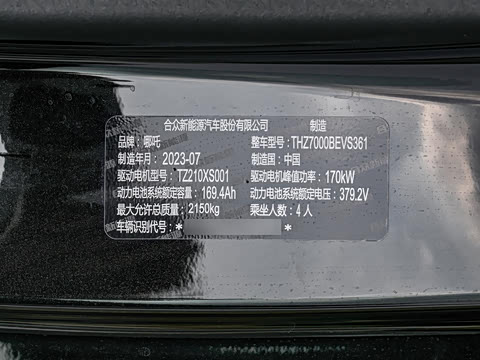 合众新能源汽车股份有限公司 制造
品牌：哪吒 整车型号：THZ7000BEVS361
制造年月：2023-07 制造国：中国
驱动电机型号：TZ210XS001 驱动电机峰值功率：170kW
动力电池系统额定容量：169.4Ah 动力电池系统额定电压：379.2V
最大允许总质量：2150kg 乘坐人数：4人
车辆识别代号：* *